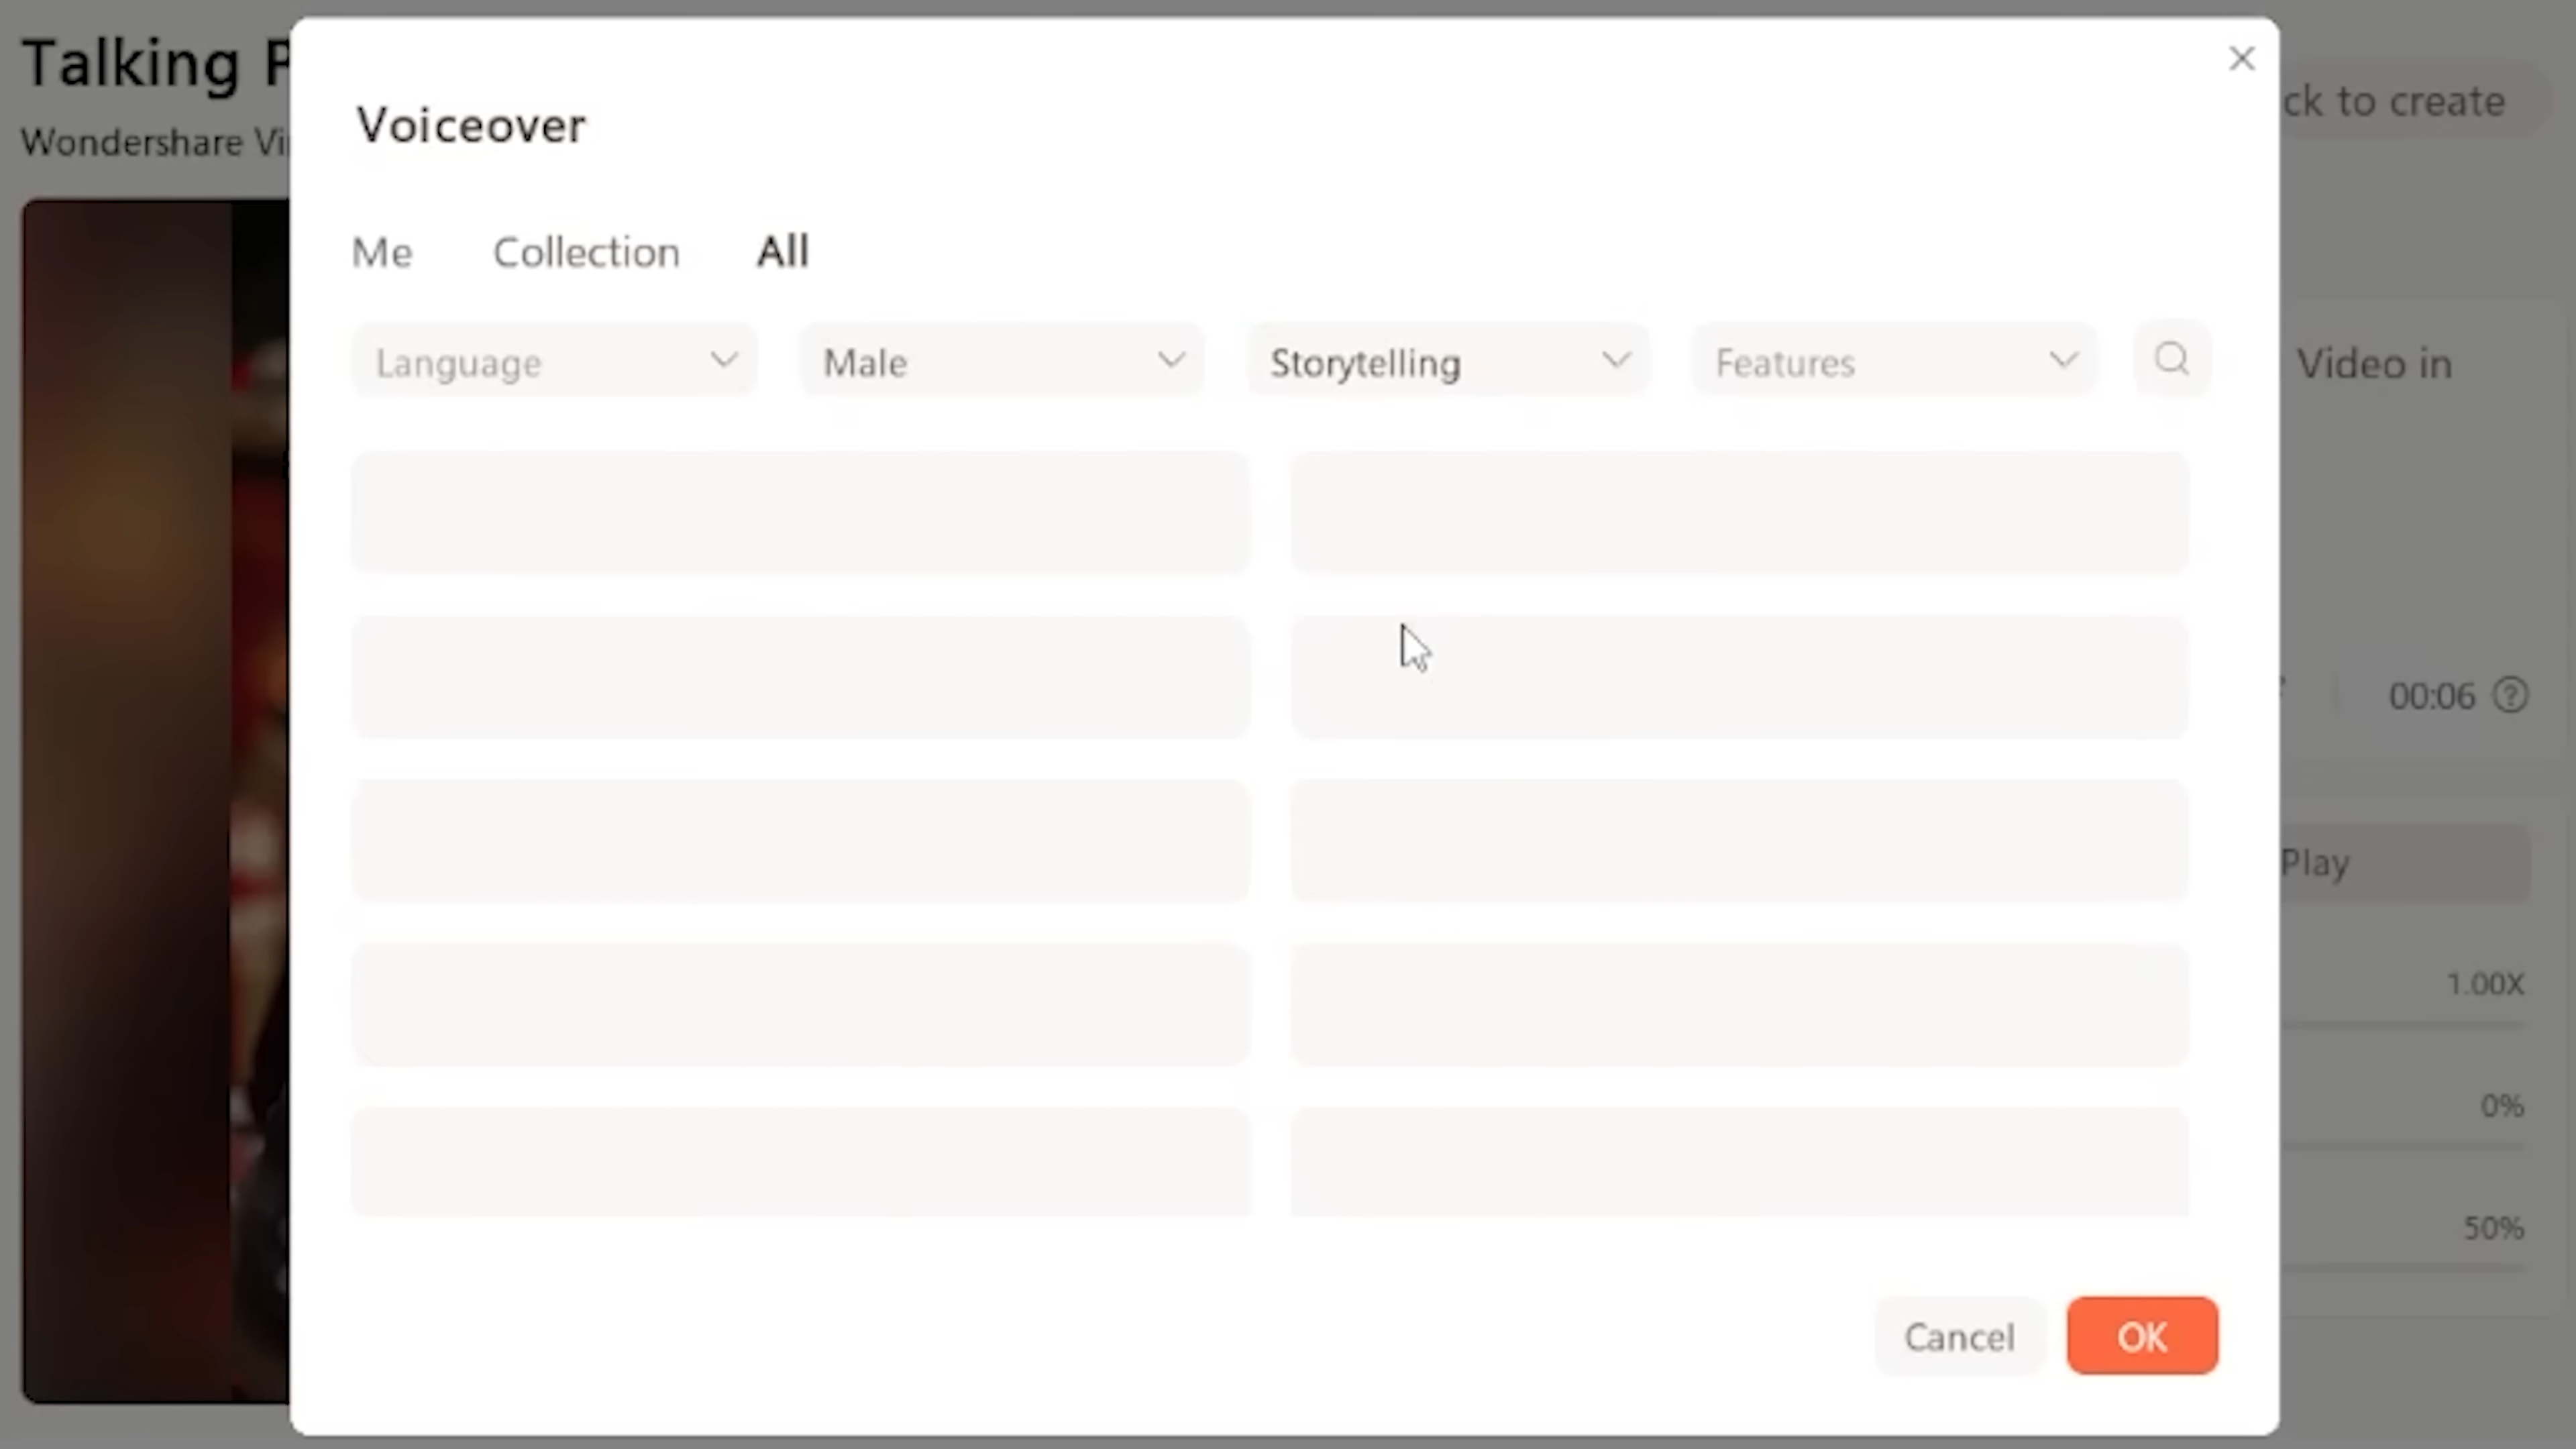 Talking
Wondershare
ck to create
Voiceover
Me Collection All
Language Male Storytelling Features
Video in
00:06
Play
1.00X
0%
50%
Cancel OK